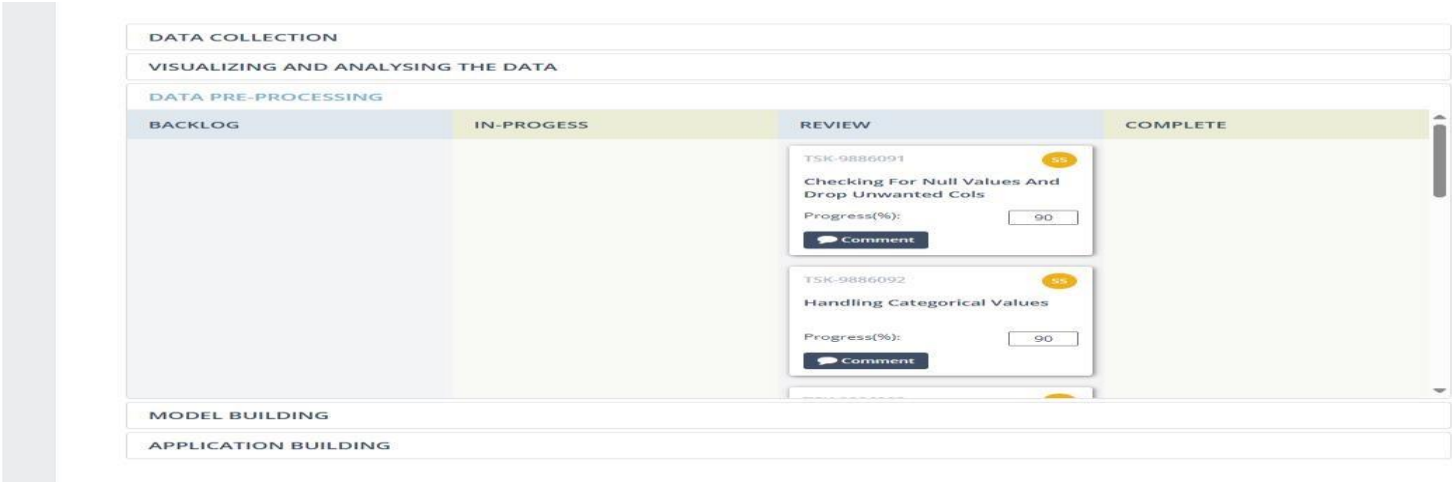 DATA COLLECTION
VISUALIZING AND ANALYSING THE DATA
DATA PRE-PROCESSING
BACKLOG
IN-PROGESS
REVIEW
COMPLETE
TSK-9886091
SS
Checking For Null Values And
Drop Unwanted Cols
Progress(%):
90
Comment
TSK-9886092
SS
Handling Categorical Values
Progress(%):
90
Comment
MODEL BUILDING
APPLICATION BUILDING